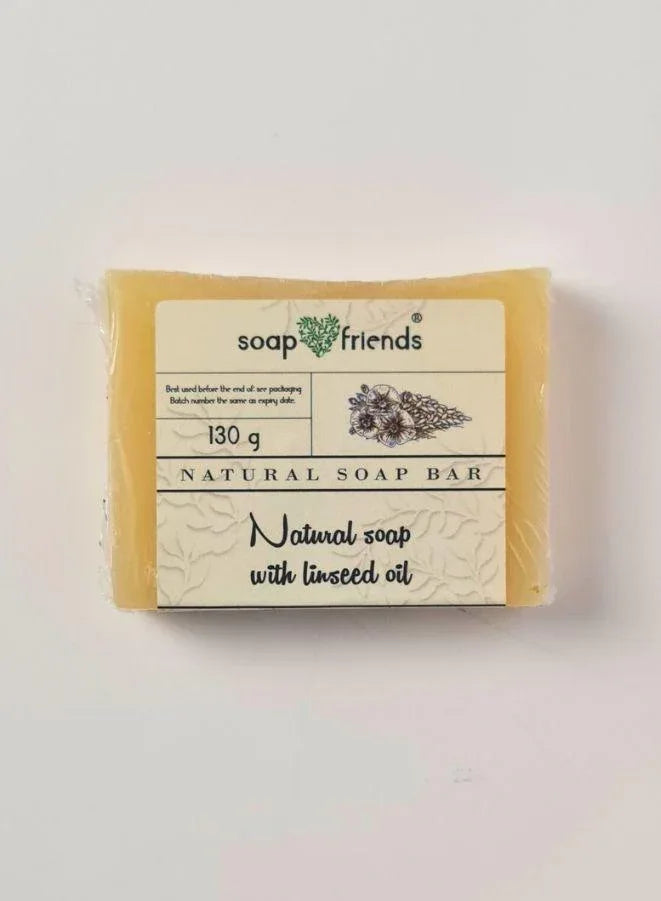 soap friends®
Best used before the end of: see packaging
Batch number the same as expiry date.
130 g
NATURAL SOAP BAR
Natural soap
with linseed oil